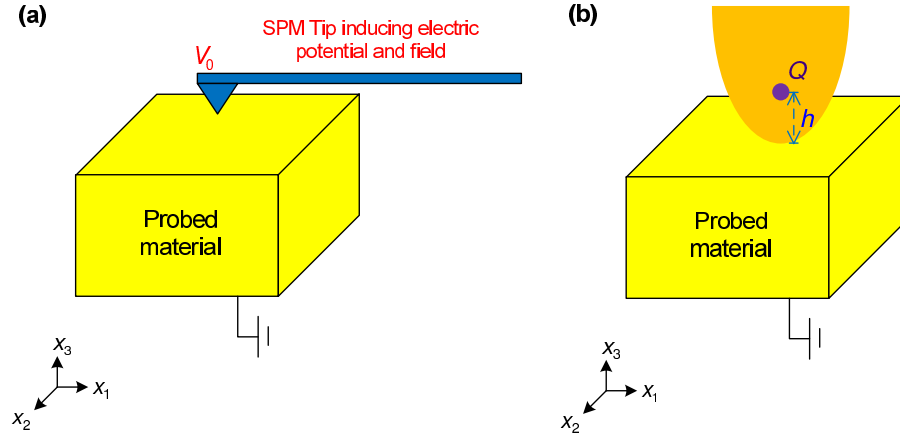 (a)
SPM Tip inducing electric
potential and field
V₀
Probed
material
x₃
x₁
x₂
(b)
Q
h
Probed
material
x₃
x₁
x₂